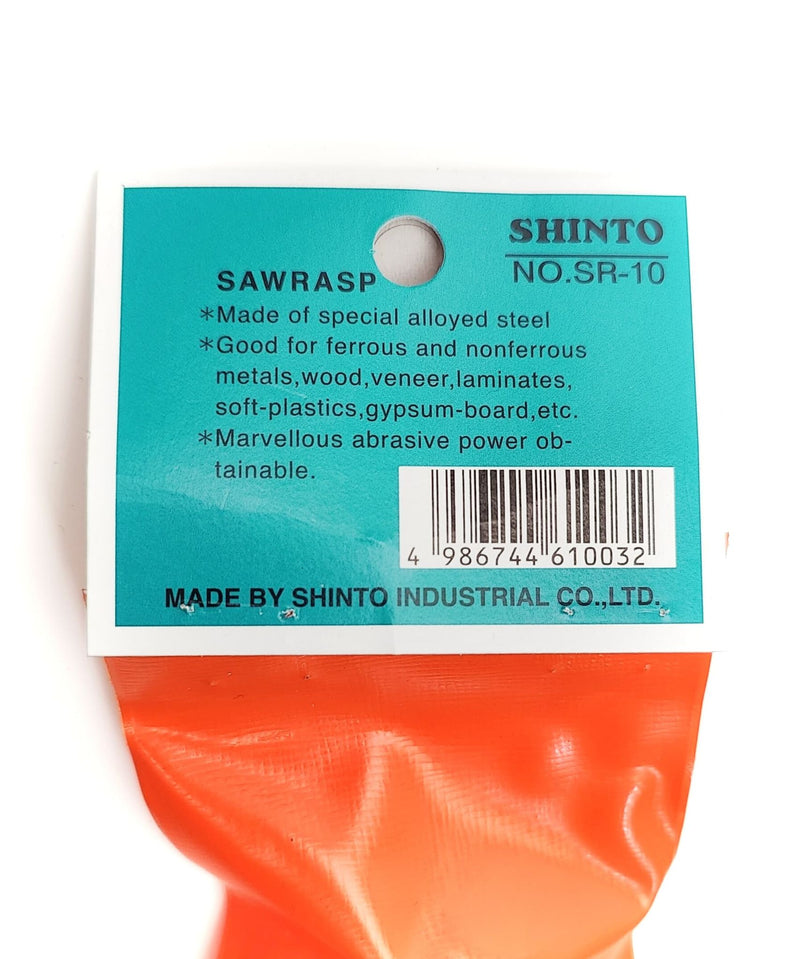 SHINTO
NO.SR-10
SAWRASP
*Made of special alloyed steel
*Good for ferrous and nonferrous
metals,wood,veneer,laminates,
soft-plastics,gypsum-board,etc.
*Marvellous abrasive power ob-
tainable.
4 986744 610032
MADE BY SHINTO INDUSTRIAL CO.,LTD.